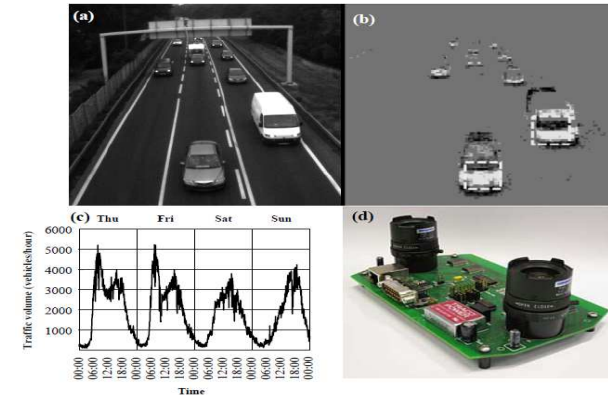 (a)
(b)
(c)
Thu Fri Sat Sun
Traffic volume (vehicles/hour)
6000
5000
4000
3000
2000
1000
00:00 06:00 12:00 18:00 00:00 06:00 12:00 18:00 00:00 06:00 12:00 18:00 00:00 06:00 12:00 18:00 00:00
Time
(d)